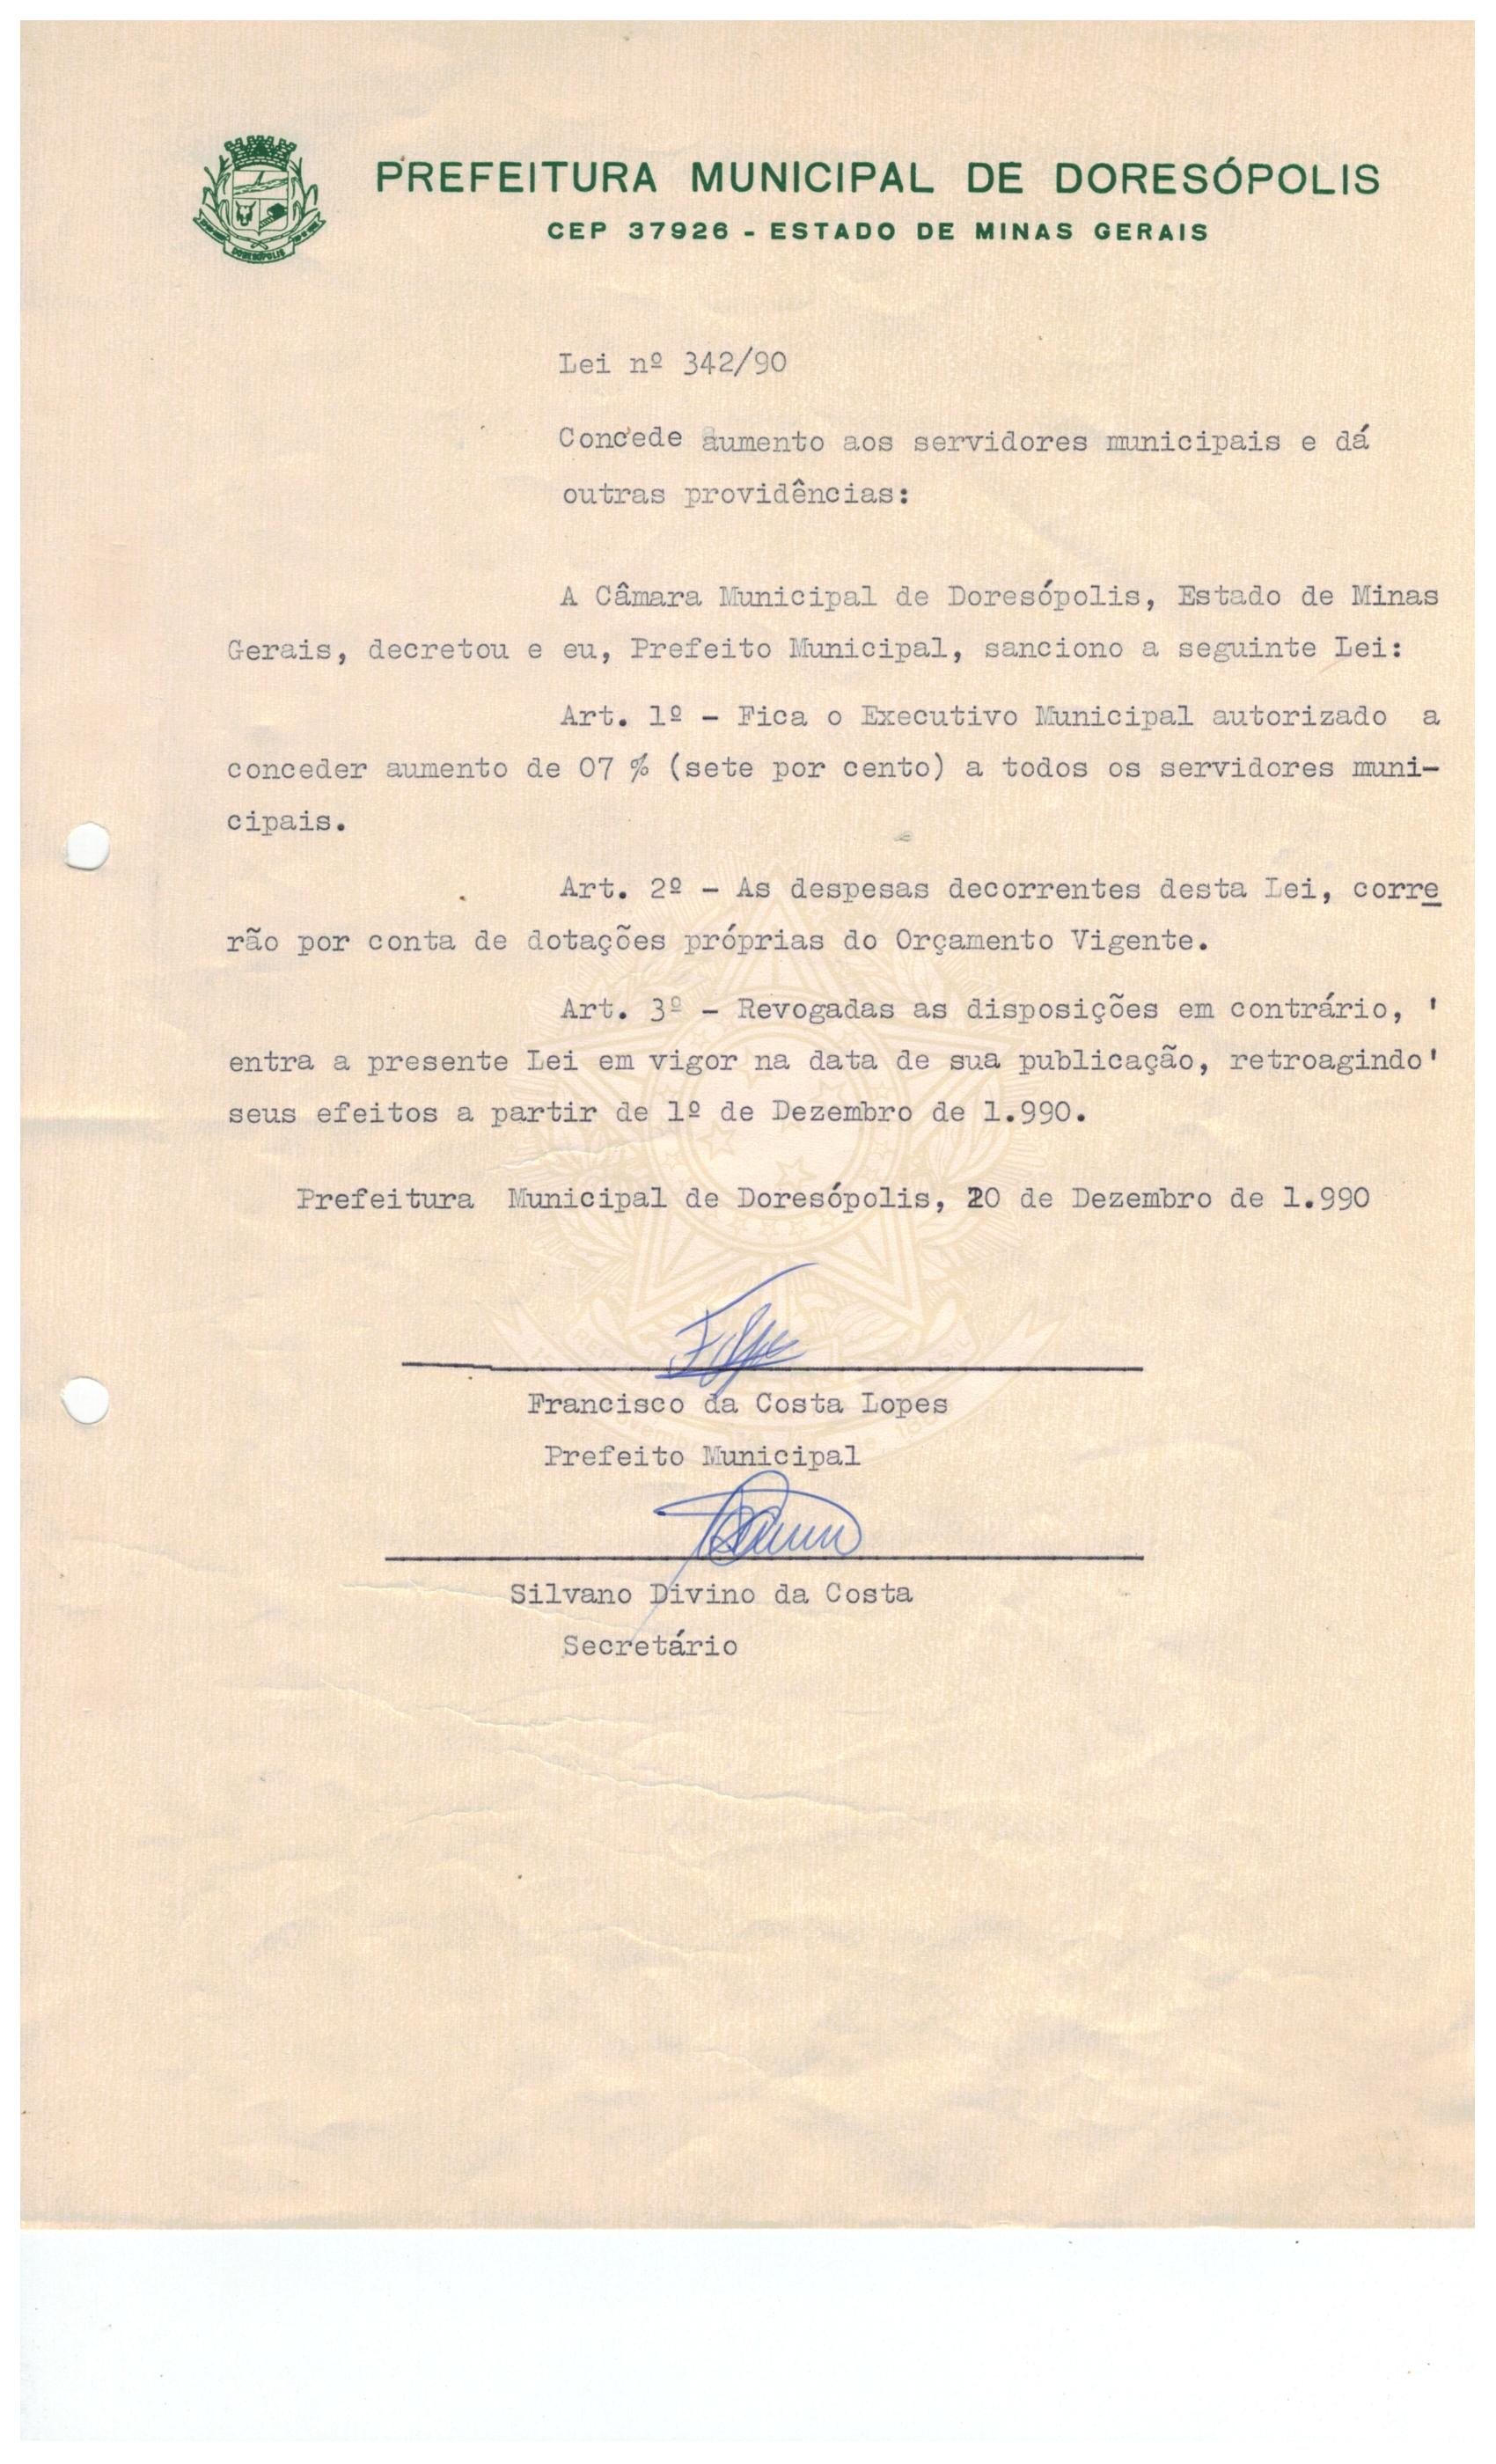 PREFEITURA MUNICIPAL DE DORESÓPOLIS
CEP 37926 - ESTADO DE MINAS GERAIS
DORESÓPOLIS
Lei nº 342/90
Concede aumento aos servidores municipais e dá
outras providências:
A Câmara Municipal de Doresópolis, Estado de Minas
Gerais, decretou e eu, Prefeito Municipal, sanciono a seguinte Lei:
Art. 1º - Fica o Executivo Municipal autorizado a
conceder aumento de 07 % (sete por cento) a todos os servidores muni-
cipais.
Art. 2º - As despesas decorrentes desta Lei, corre
rão por conta de dotações próprias do Orçamento Vigente.
Art. 3º - Revogadas as disposições em contrário, '
entra a presente Lei em vigor na data de sua publicação, retroagindo'
seus efeitos a partir de 1º de Dezembro de 1.990.
Prefeitura Municipal de Doresópolis, 20 de Dezembro de 1.990
Francisco da Costa Lopes
Prefeito Municipal
Silvano Divino da Costa
Secretário